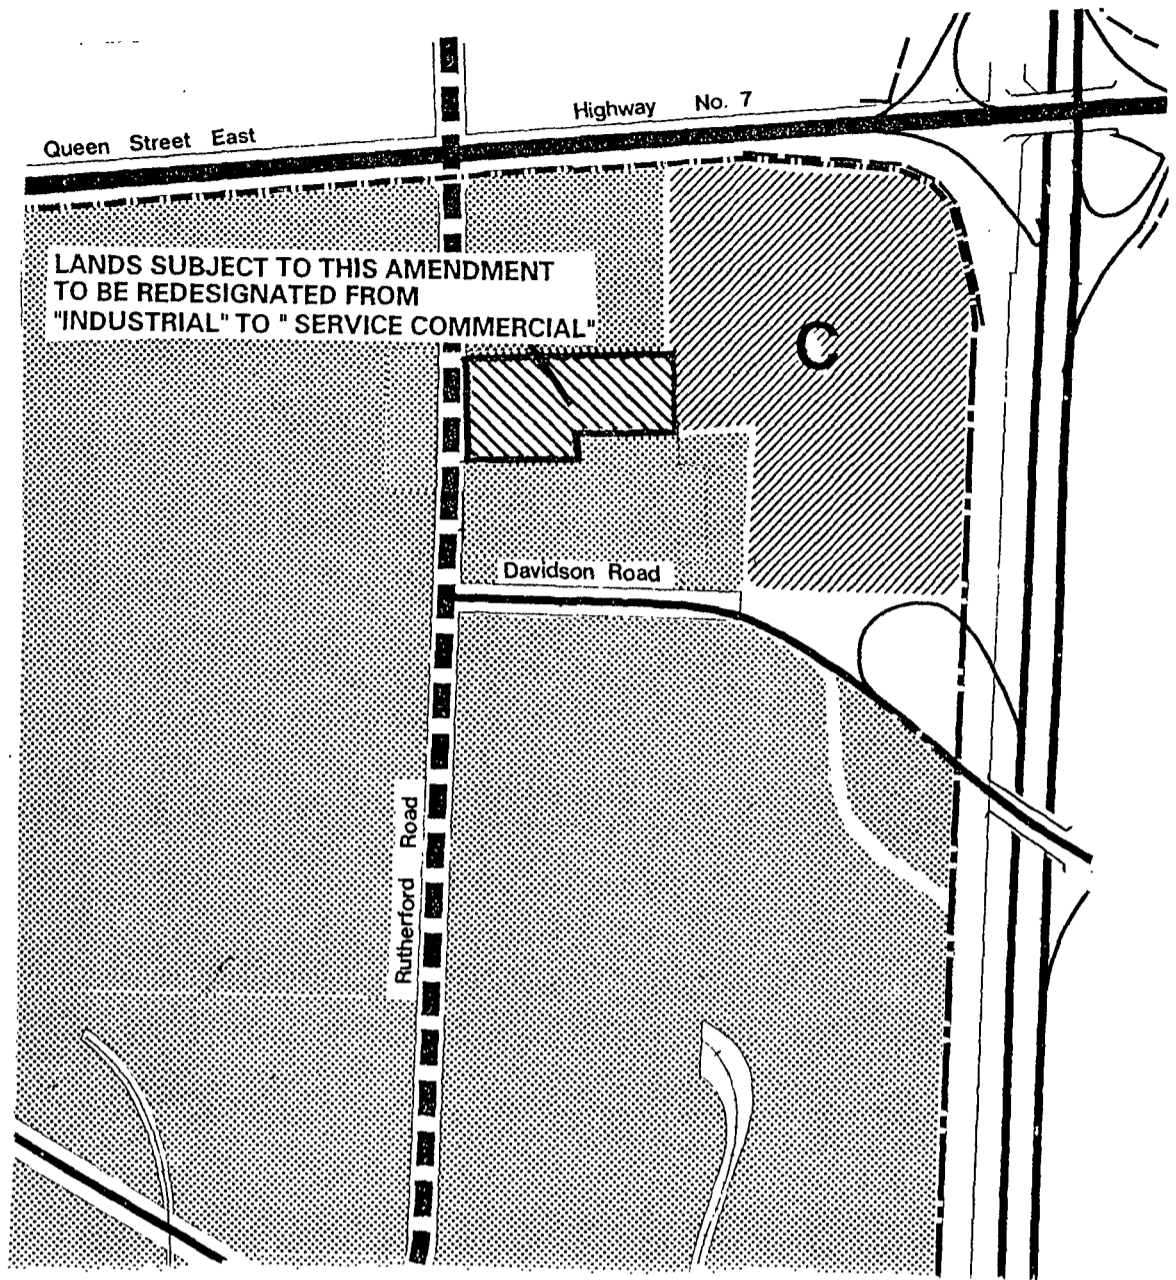 Queen Street East
Highway No. 7
LANDS SUBJECT TO THIS AMENDMENT
TO BE REDESIGNATED FROM
"INDUSTRIAL" TO " SERVICE COMMERCIAL"
C
Davidson Road
Rutherford Road